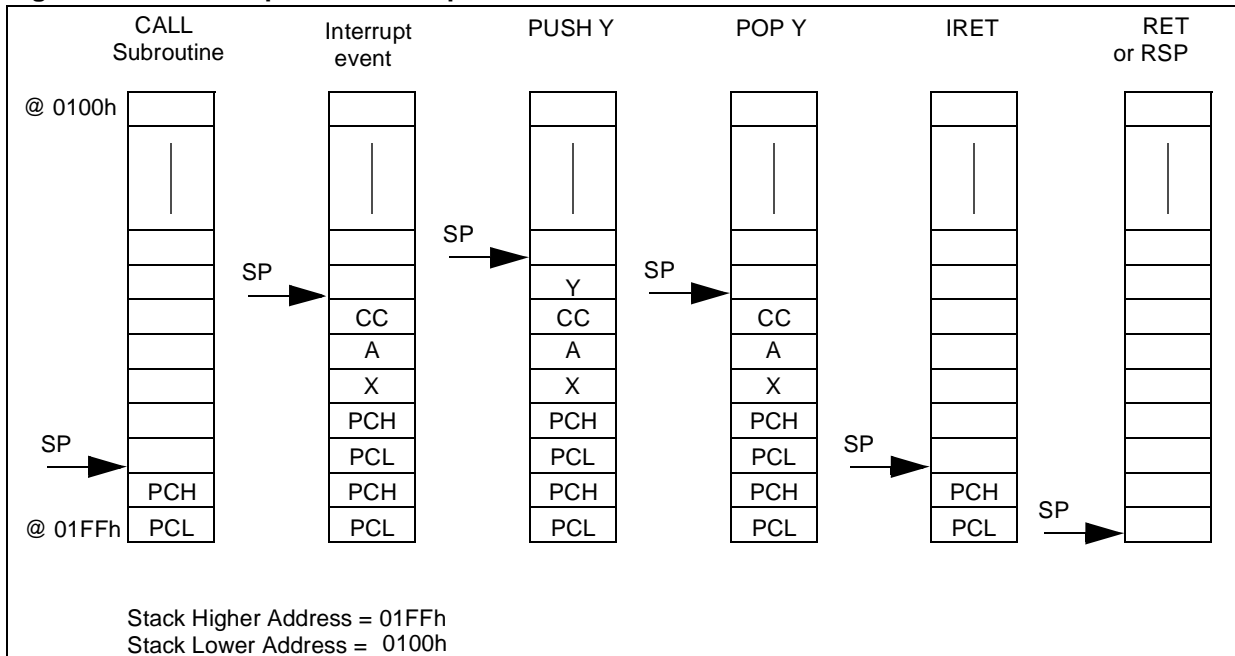 CALL
Subroutine
Interrupt
event
PUSH Y
POP Y
IRET
RET
or RSP
@ 0100h
SP
SP
SP
Y
CC
CC
CC
A
A
A
X
X
X
PCH
PCH
PCH
SP
SP
PCL
PCL
PCL
PCH
PCH
PCH
PCH
PCH
SP
@ 01FFh
PCL
PCL
PCL
PCL
PCL
Stack Higher Address = 01FFh
Stack Lower Address = 0100h